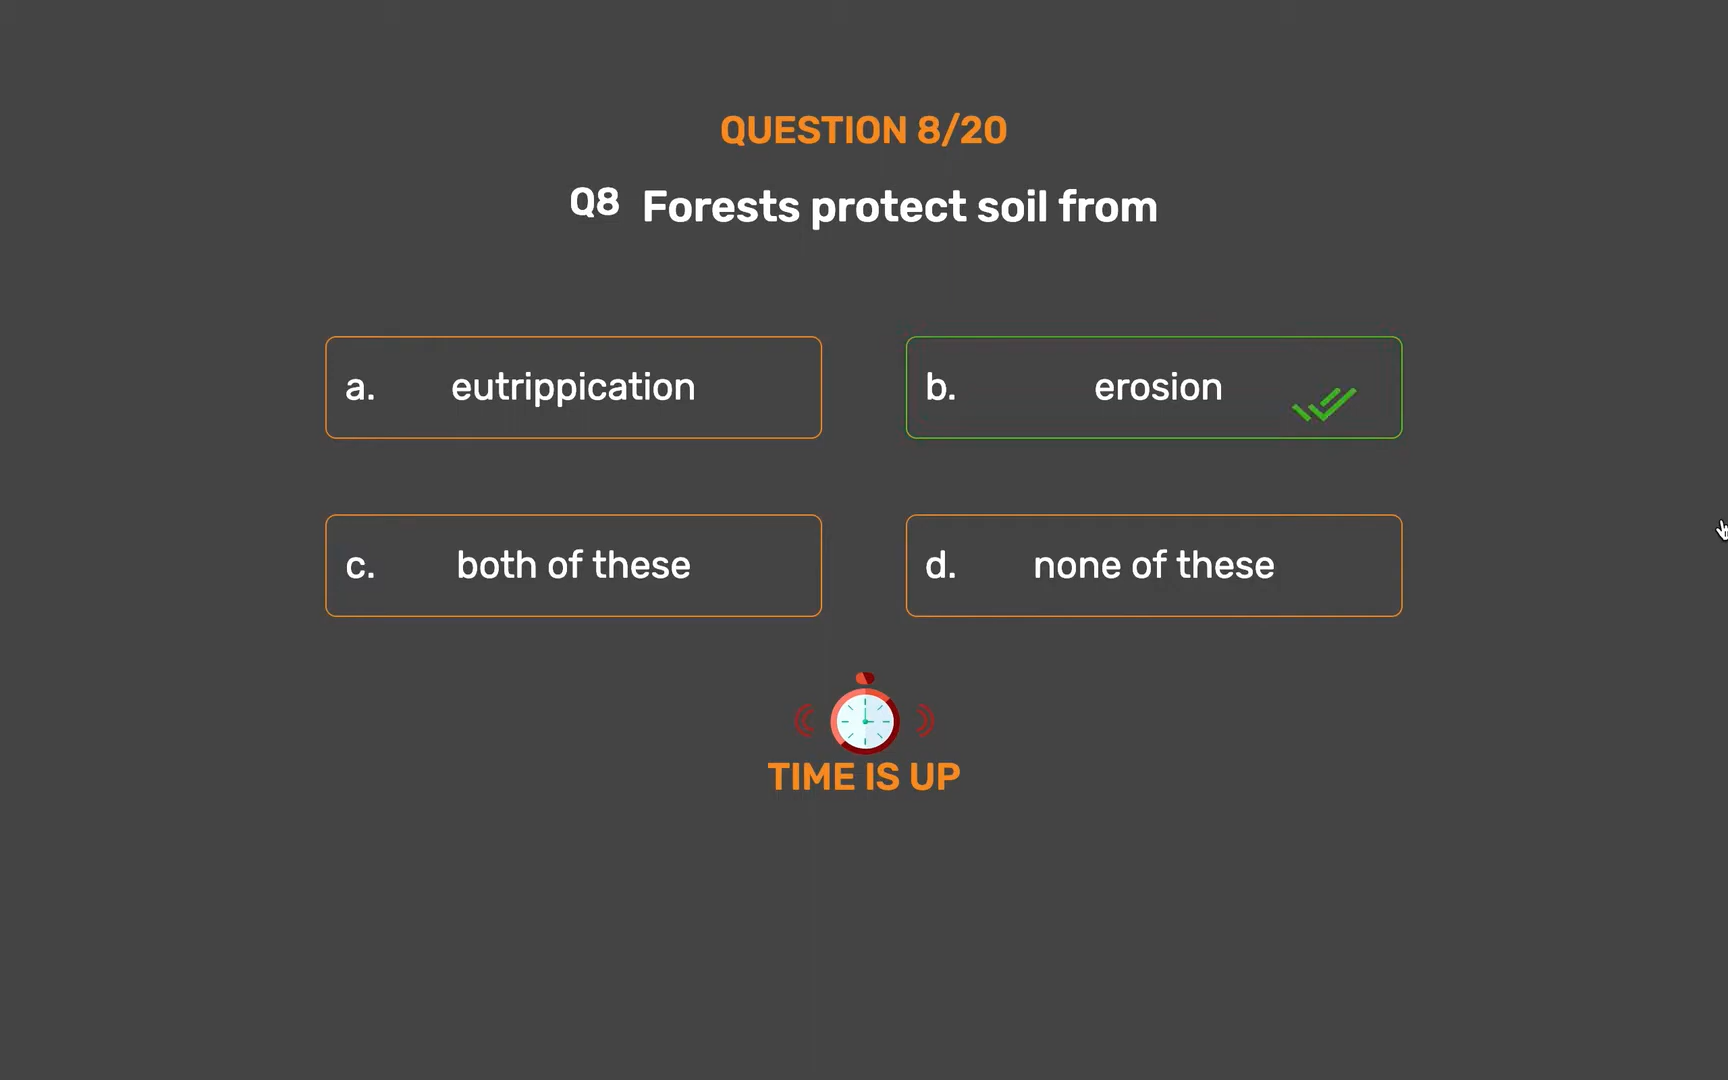 QUESTION 8/20
Q8 Forests protect soil from
a. eutrippication
b. erosion
c. both of these
d. none of these
TIME IS UP